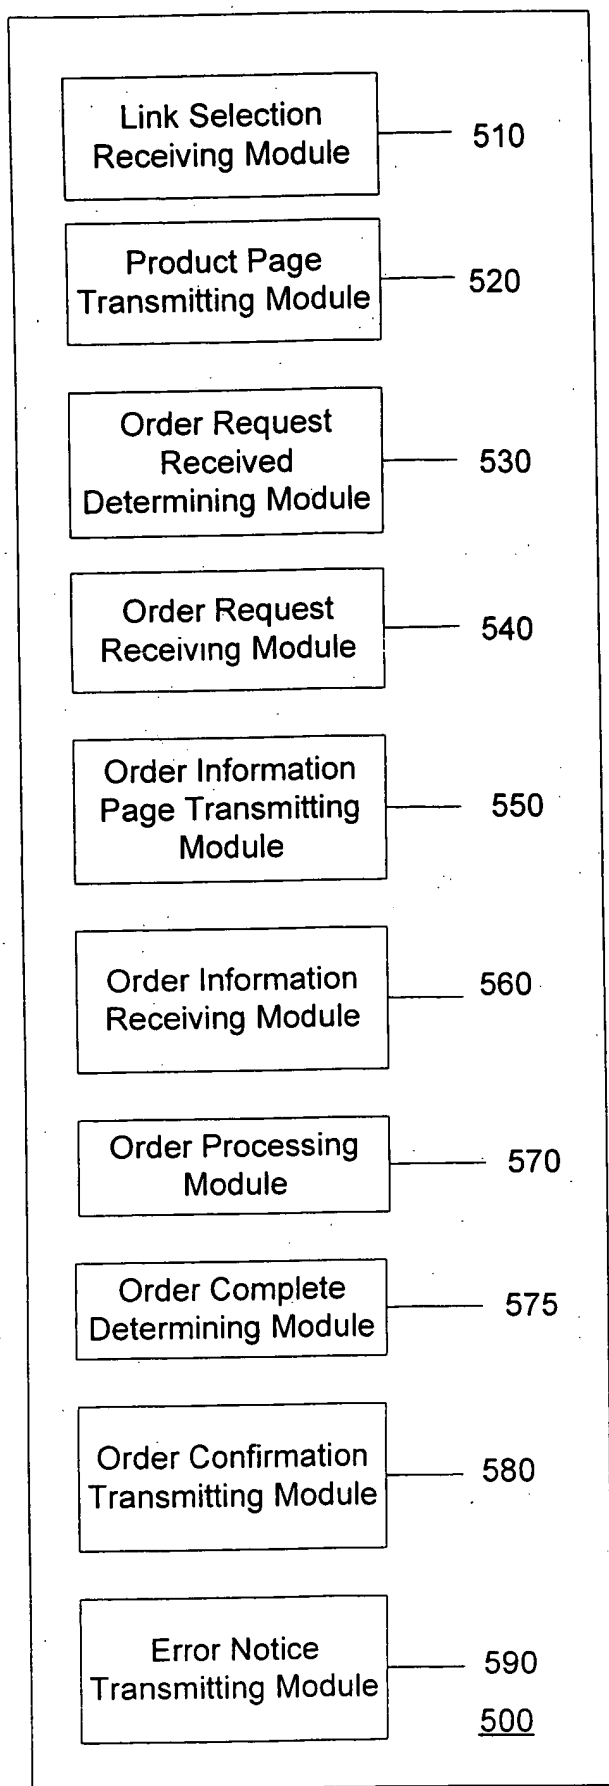 Link Selection
Receiving Module
510
Product Page
Transmitting Module
520
Order Request
Received
Determining Module
530
Order Request
Receiving Module
540
Order Information
Page Transmitting
Module
550
Order Information
Receiving Module
560
Order Processing
Module
570
Order Complete
Determining Module
575
Order Confirmation
Transmitting Module
580
Error Notice
Transmitting Module
590
500